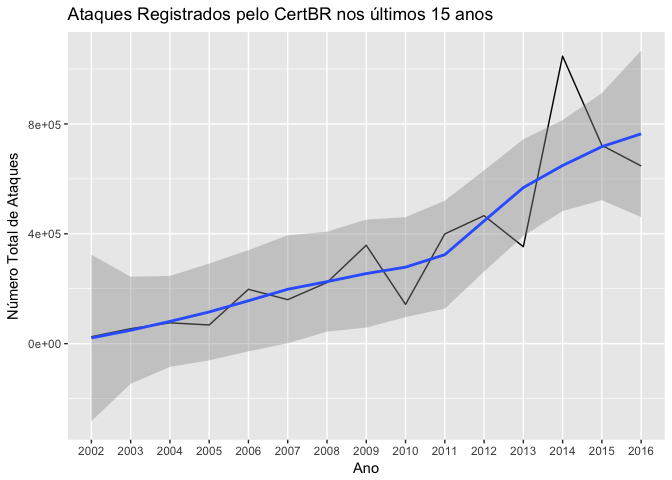 Ataques Registrados pelo CertBR nos últimos 15 anos
Número Total de Ataques
8e+05
4e+05
0e+00
2002 2003 2004 2005 2006 2007 2008 2009 2010 2011 2012 2013 2014 2015 2016
Ano